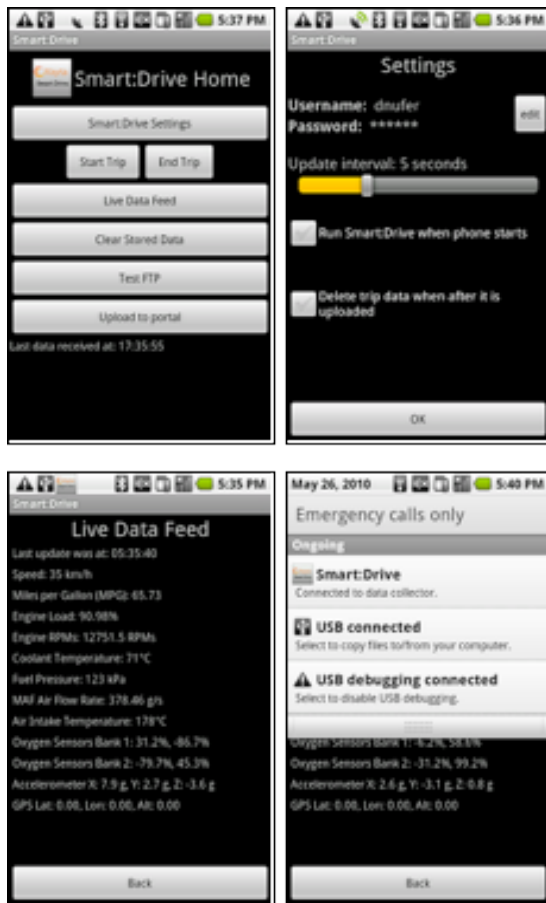 5:37 PM
Smart:Drive
Smart:Drive Home
Smart:Drive Settings
Start Trip
End Trip
Live Data Feed
Clear Stored Data
Test FTP
Upload to portal
Last data received at: 17:35:55
5:36 PM
Smart:Drive
Settings
Username: dnufer
edit
Password: ******
Update interval: 5 seconds
Run Smart:Drive when phone starts
Delete trip data when after it is
uploaded
OK
5:35 PM
Smart:Drive
Live Data Feed
Last update was at: 05:35:40
Speed: 35 km/h
Miles per Gallon (MPG): 65.73
Engine Load: 90.98%
Engine RPMs: 12751.5 RPMs
Coolant Temperature: 71°C
Fuel Pressure: 123 kPa
MAF Air Flow Rate: 378.46 g/s
Air Intake Temperature: 178°C
Oxygen Sensors Bank 1: 31.2%, -86.7%
Oxygen Sensors Bank 2: -79.7%, 45.3%
Accelerometer X: 7.9 g, Y: 2.7 g, Z: -3.6 g
GPS Lat: 0.00, Lon: 0.00, Alt: 0.00
Back
May 26, 2010
5:40 PM
Emergency calls only
Ongoing
Smart:Drive
Connected to data collector.
USB connected
Select to copy files to/from your computer.
USB debugging connected
Select to disable USB debugging.
Oxygen Sensors Bank 1: -6.2%, 58.6%
Oxygen Sensors Bank 2: -31.2%, 99.2%
Accelerometer X: 2.6 g, Y: -3.1 g, Z: 0.8 g
GPS Lat: 0.00, Lon: 0.00, Alt: 0.00
Back